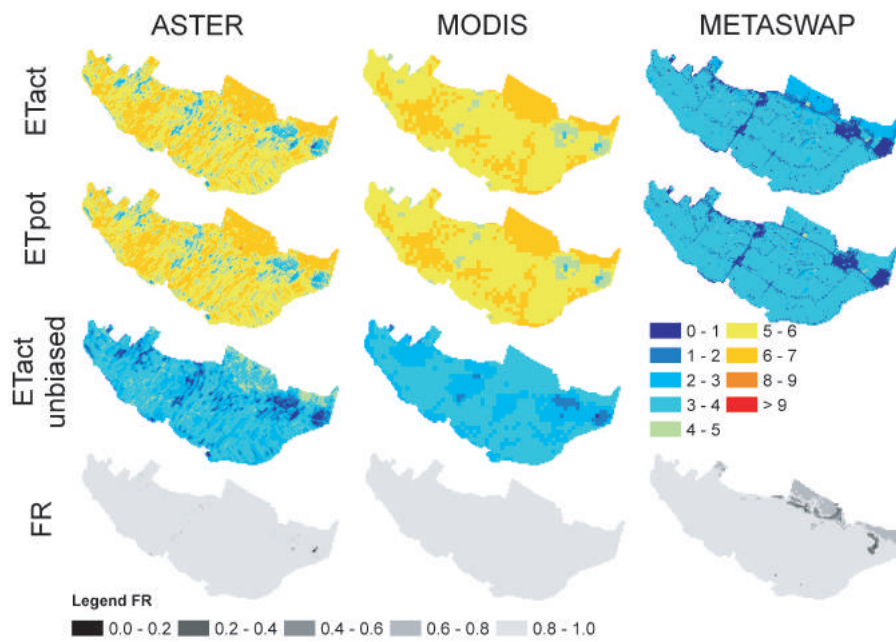 ASTER MODIS METASWAP
ETact
ETpot
ETact
unbiased
0 - 1 5 - 6
1 - 2 6 - 7
2 - 3 8 - 9
3 - 4 > 9
4 - 5
FR
Legend FR
0.0 - 0.2 0.2 - 0.4 0.4 - 0.6 0.6 - 0.8 0.8 - 1.0